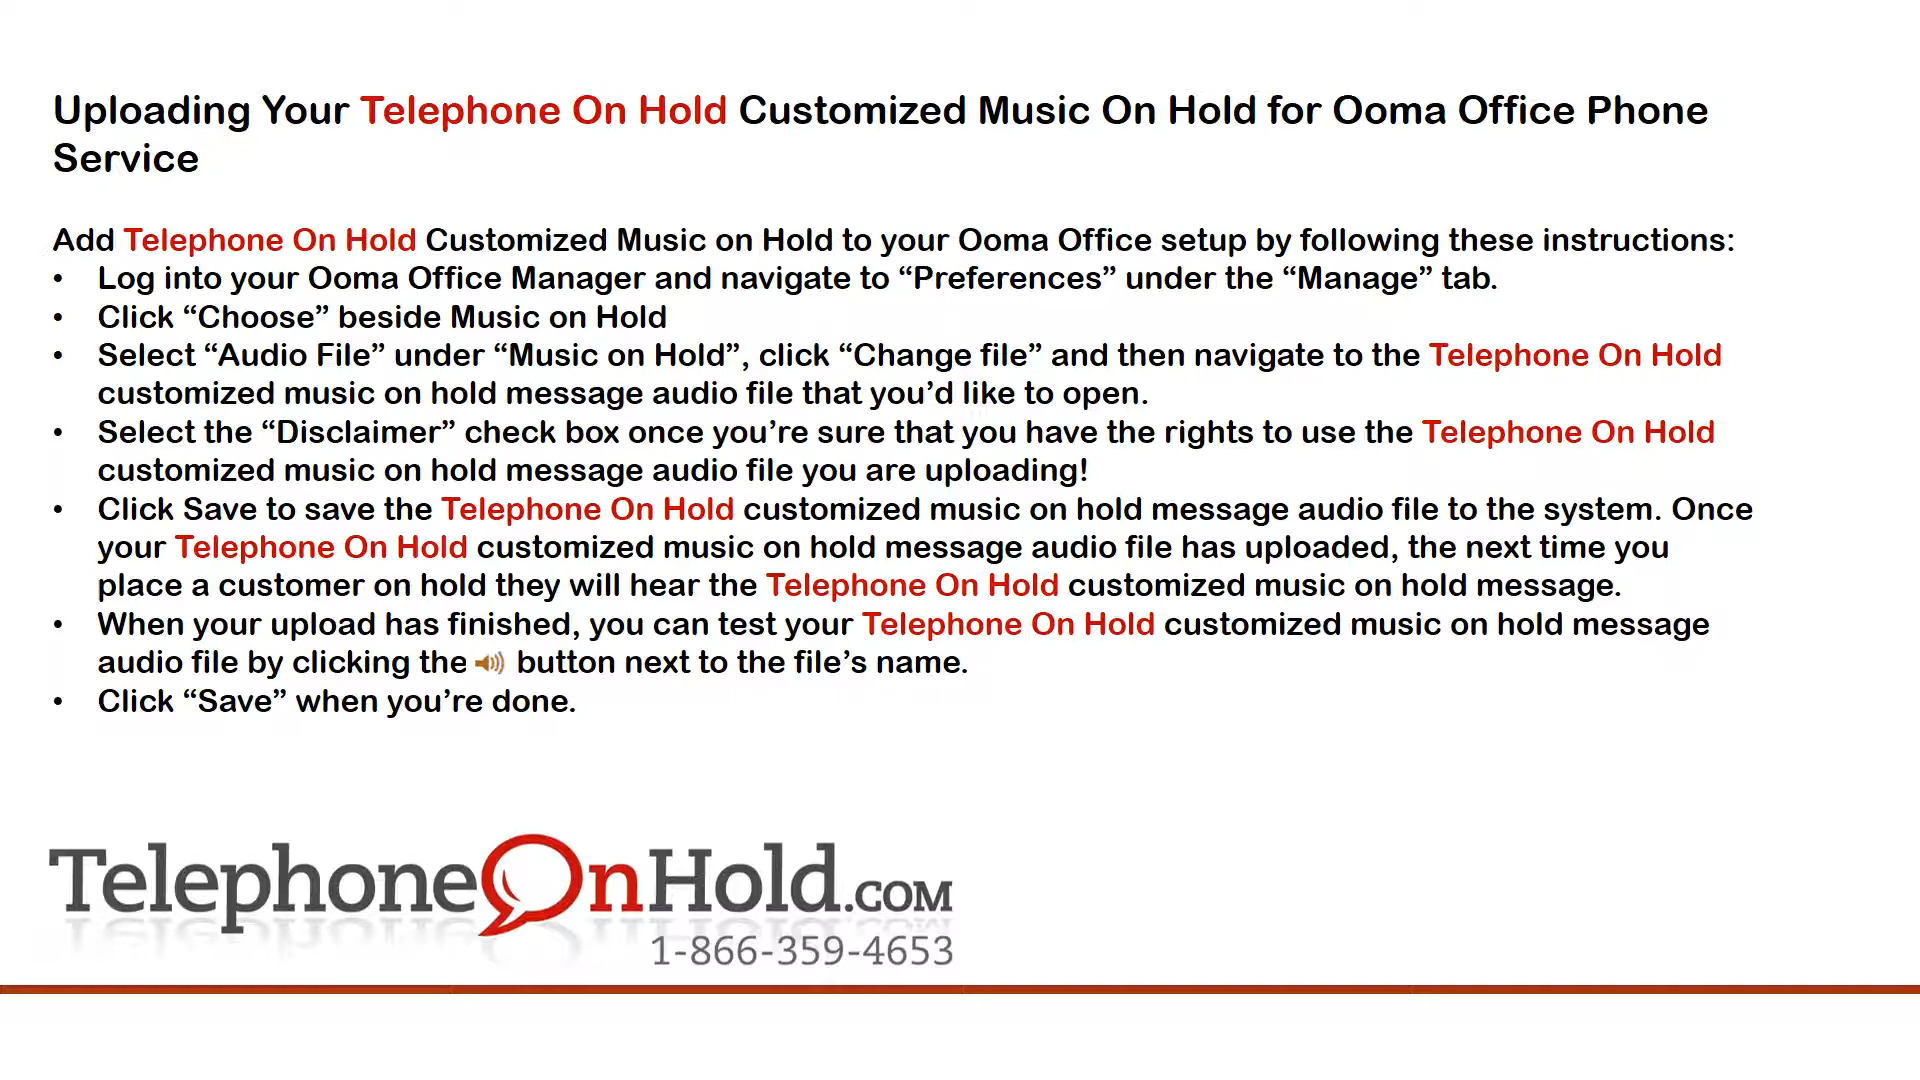 Uploading Your Telephone On Hold Customized Music On Hold for Ooma Office Phone
Service
Add Telephone On Hold Customized Music on Hold to your Ooma Office setup by following these instructions:
• Log into your Ooma Office Manager and navigate to “Preferences” under the “Manage” tab.
• Click “Choose” beside Music on Hold
• Select “Audio File” under “Music on Hold”, click “Change file” and then navigate to the Telephone On Hold
customized music on hold message audio file that you’d like to open.
• Select the “Disclaimer” check box once you’re sure that you have the rights to use the Telephone On Hold
customized music on hold message audio file you are uploading!
• Click Save to save the Telephone On Hold customized music on hold message audio file to the system. Once
your Telephone On Hold customized music on hold message audio file has uploaded, the next time you
place a customer on hold they will hear the Telephone On Hold customized music on hold message.
• When your upload has finished, you can test your Telephone On Hold customized music on hold message
audio file by clicking the button next to the file’s name.
• Click “Save” when you’re done.
TelephoneOnHold.COM
1-866-359-4653